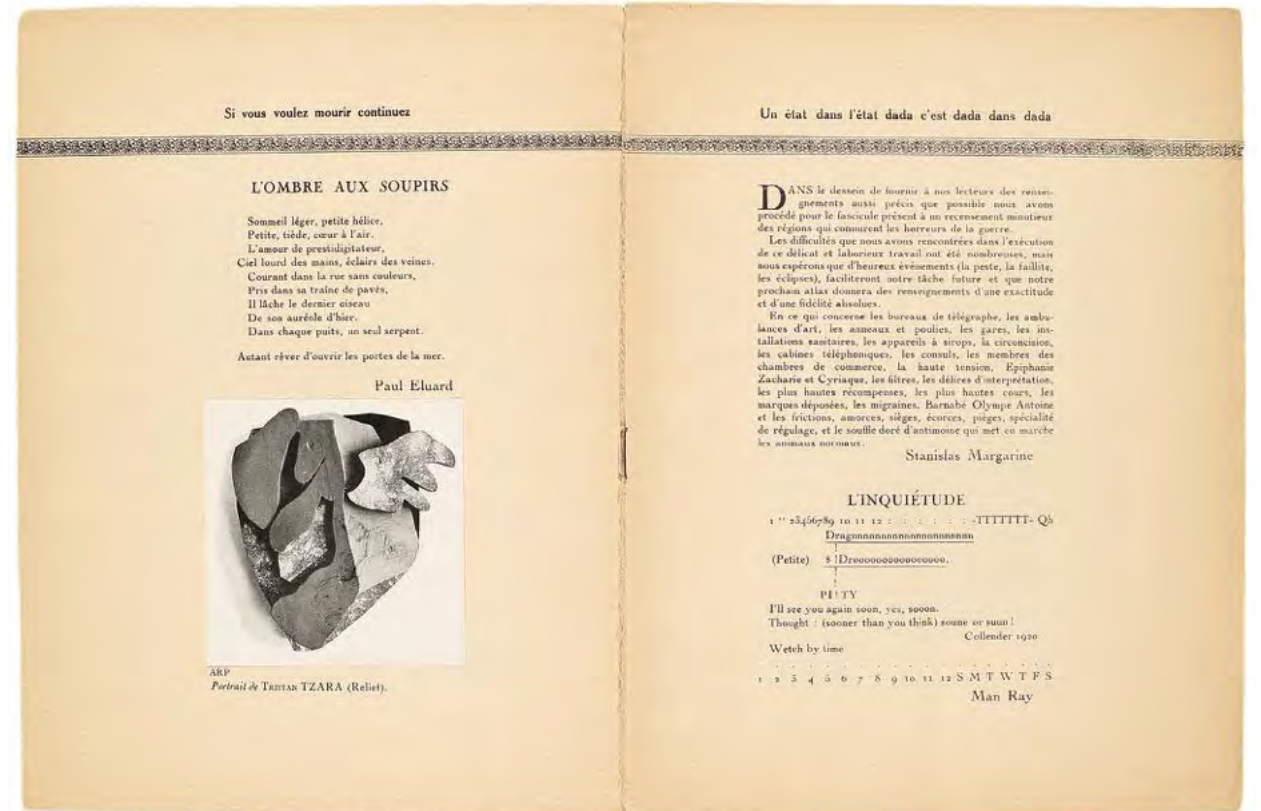 Si vous voulez mourir continuez
L'OMBRE AUX SOUPIRS
Sommeil léger, petite hélice,
Petite, tiède, cœur à l'air.
L'amour de prestidigitateur,
Ciel lourd des mains, éclairs des veines.
Courant dans la rue sans couleurs,
Pris dans sa traîne de pavés,
Il lâche le dernier oiseau
De son auréole d'hier.
Dans chaque puits, un seul serpent.
Autant rêver d'ouvrir les portes de la mer.
Paul Eluard
ARP
Portrait de TRISTAN TZARA (Relief).
Un état dans l'état dada c'est dada dans dada
DANS le dessein de fournir à nos lecteurs des rensei-
gnements aussi précis que possible nous avons
procédé pour le fascicule présent à un recensement minutieux
des régions qui connurent les horreurs de la guerre.
Les difficultés que nous avons rencontrées dans l'exécution
de ce délicat et laborieux travail ont été nombreuses, mais
nous espérons que d'heureux événements (la peste, la faillite,
les éclipses), faciliteront notre tâche future et que notre
prochain atlas donnera des renseignements d'une exactitude
et d'une fidélité absolues.
En ce qui concerne les bureaux de télégraphe, les ambu-
lances d'art, les anneaux et poulies, les gares, les ins-
tallations sanitaires, les appareils à sirops, la circoncision,
les cabines téléphoniques, les consuls, les membres des
chambres de commerce, la haute tension, Epiphanie
Zacharie et Cyriaque, les filtres, les délires d'interprétation,
les plus hautes récompenses, les plus hautes cours, les
marques déposées, les migraines, Barnabé Olympe Antoine
et les frictions, amorces, sièges, écorces, pièges, spécialité
de régulage, et le souffle doré d'antimoine qui met en marche
les animaux normaux.
Stanislas Margarine
L'INQUIÉTUDE
1 " 23456789 10 11 12 : : : : : : : -TTTTTTT- Qh
Dragnnnnnnnnnnnnnnnnnnnnnn
(Petite) $ !Dreoooooooooooooooo.
PI ! TY
I'll see you again soon, yes, sooon.
Thought : (sooner than you think) soune or suun !
Collender 1920
Wetch by time
. . . . . . . . . . . . . . . . . . .
1 2 3 4 5 6 7 8 9 10 11 12 S M T W T F S
Man Ray